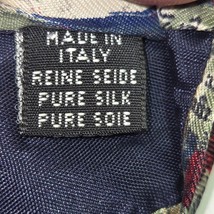 MADE IN
ITALY
REINE SEIDE
PURE SILK
PURE SOIE